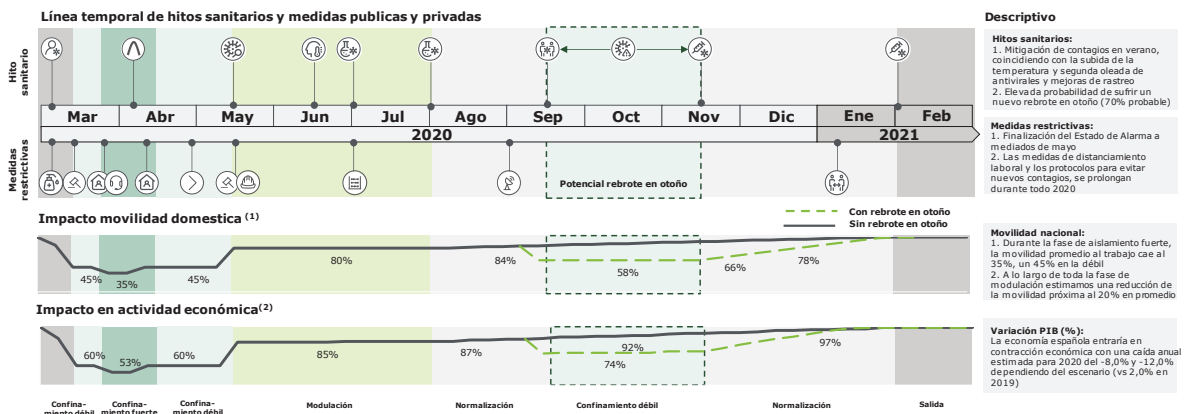 Línea temporal de hitos sanitarios y medidas publicas y privadas
Hito
sanitario
Mar Abr May Jun Jul Ago Sep Oct Nov Dic Ene Feb
2020 2021
Medidas
restrictivas
Potencial rebrote en otoño
Impacto movilidad domestica (1)
Con rebrote en otoño
Sin rebrote en otoño
45% 35% 45% 80% 84% 58% 66% 78%
Impacto en actividad económica(2)
60% 53% 60% 85% 87% 92% 74% 97%
Confina-
miento débil
Confina-
miento fuerte
Confina-
miento débil
Modulación
Normalización
Confinamiento débil
Normalización
Salida
Descriptivo
Hitos sanitarios:
1. Mitigación de contagios en verano,
coincidiendo con la subida de la
temperatura y segunda oleada de
antivirales y mejoras de rastreo
2. Elevada probabilidad de sufrir un
nuevo rebrote en otoño (70% probable)
Medidas restrictivas:
1. Finalización del Estado de Alarma a
mediados de mayo
2. Las medidas de distanciamiento
laboral y los protocolos para evitar
nuevos contagios, se prolongan
durante todo 2020
Movilidad nacional:
1. Durante la fase de aislamiento fuerte,
la movilidad promedio al trabajo cae al
35%, un 45% en la débil
2. A lo largo de toda la fase de
modulación estimamos una reducción de
la movilidad próxima al 20% en promedio
Variación PIB (%):
La economía española entraría en
contracción económica con una caída anual
estimada para 2020 del -8,0% y -12,0%
dependiendo del escenario (vs 2,0% en
2019)